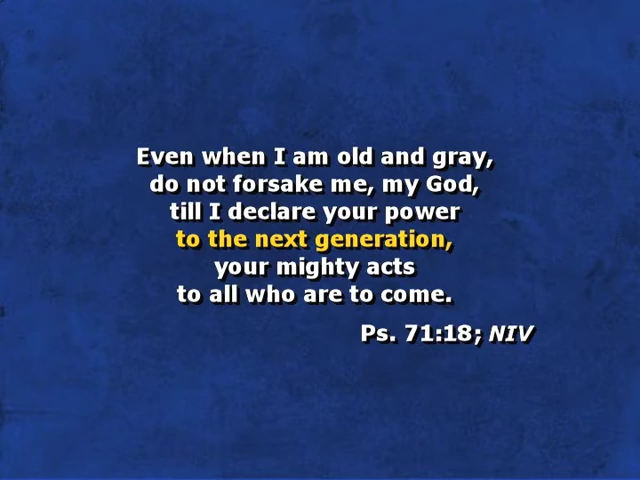 Even when I am old and gray,
do not forsake me, my God,
till I declare your power
to the next generation,
your mighty acts
to all who are to come.
Ps. 71:18; NIV